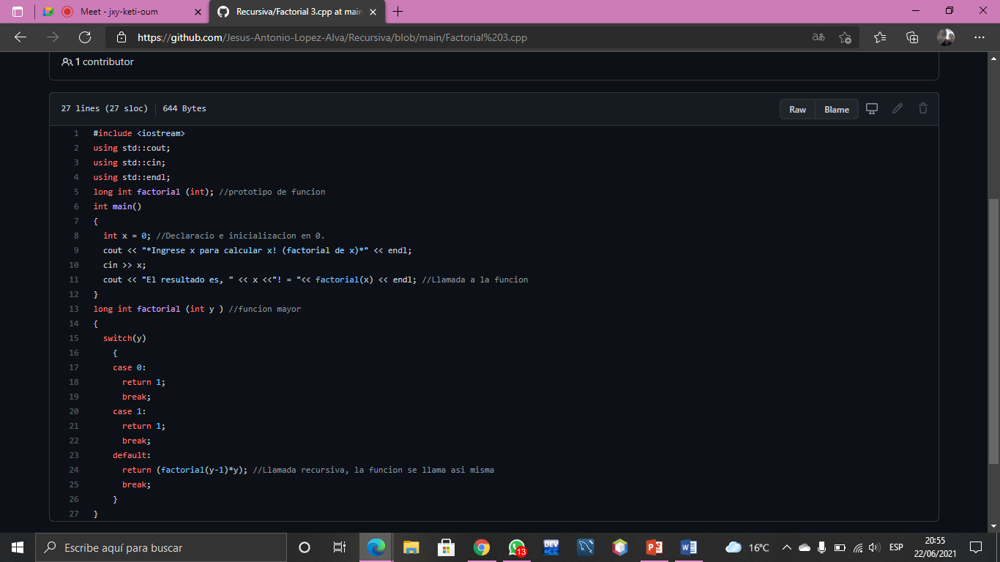 Meet - jxy-keti-oum
Recursiva/Factorial 3.cpp at main
https://github.com/Jesus-Antonio-Lopez-Alva/Recursiva/blob/main/Factorial%203.cpp
aあ
1 contributor
27 lines (27 sloc) 644 Bytes
Raw Blame
1 #include <iostream>
2 using std::cout;
3 using std::cin;
4 using std::endl;
5 long int factorial (int); //prototipo de funcion
6 int main()
7 {
8 int x = 0; //Declaracio e inicializacion en 0.
9 cout << "*Ingrese x para calcular x! (factorial de x)*" << endl;
10 cin >> x;
11 cout << "El resultado es, " << x <<"! = "<< factorial(x) << endl; //Llamada a la funcion
12 }
13 long int factorial (int y ) //funcion mayor
14 {
15 switch(y)
16 {
17 case 0:
18 return 1;
19 break;
20 case 1:
21 return 1;
22 break;
23 default:
24 return (factorial(y-1)*y); //Llamada recursiva, la funcion se llama asi misma
25 break;
26 }
27 }
Escribe aquí para buscar
13
DEV
16°C
ESP
20:55
22/06/2021